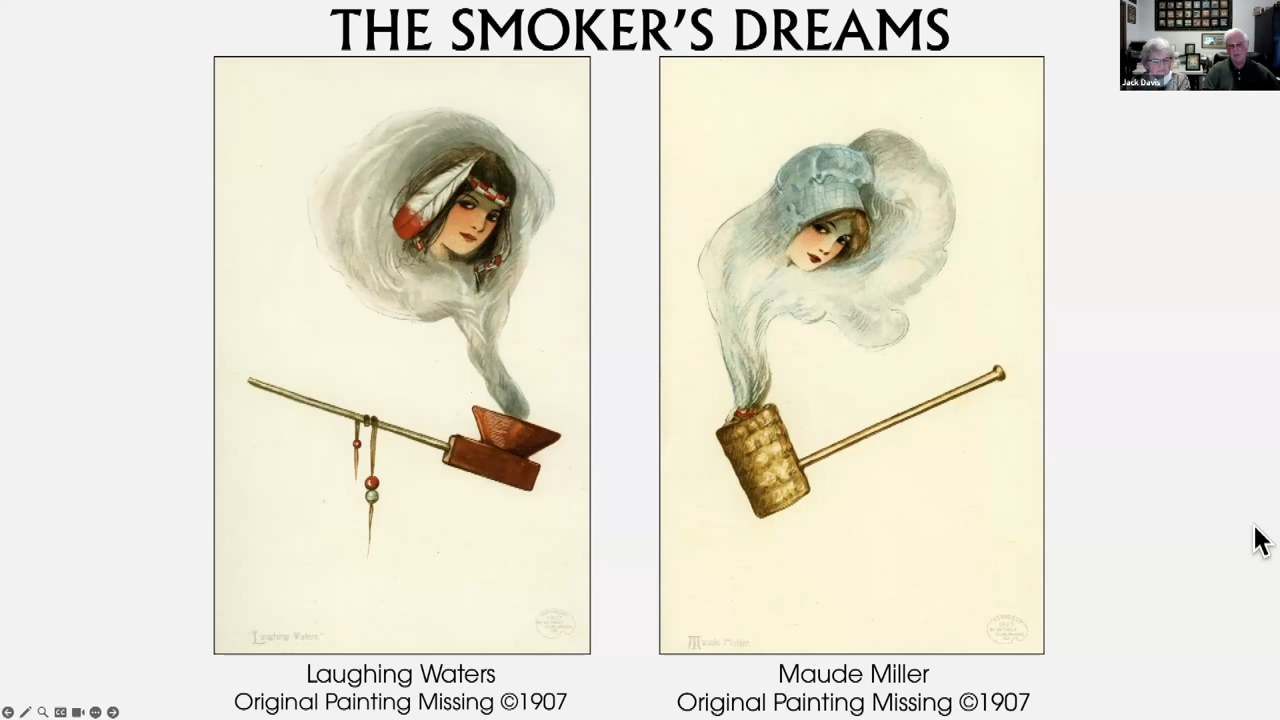 THE SMOKER'S DREAMS
Jack Davis
"Laughing Waters"
Maude Muller
Laughing Waters
Original Painting Missing ©1907
Maude Miller
Original Painting Missing ©1907